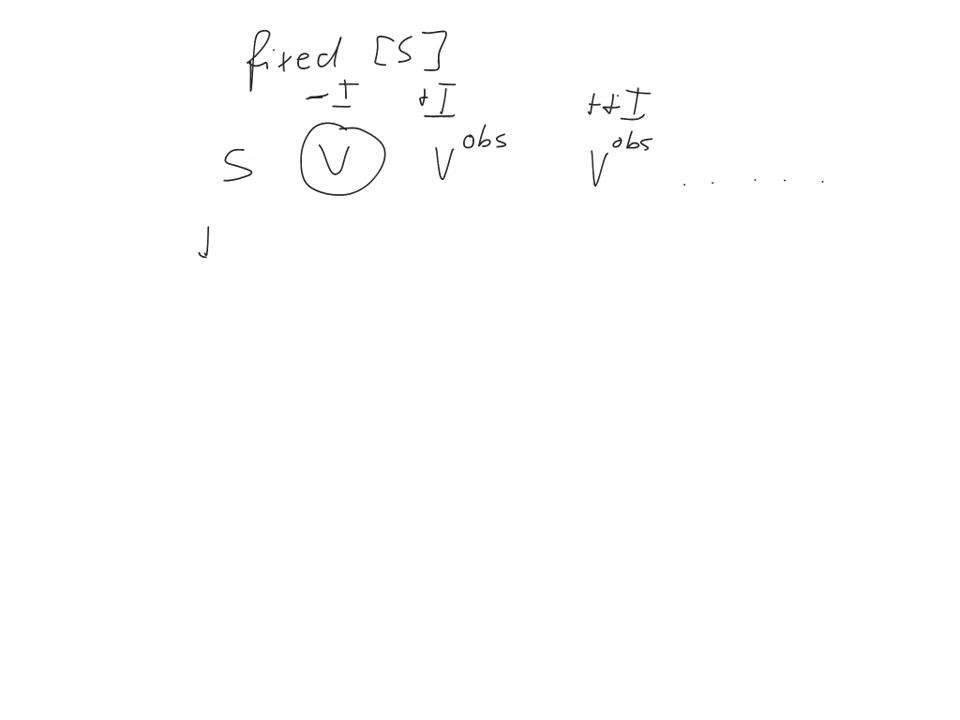 fixed [S]
-I +I ++I
S V V^obs V^obs . . . . .